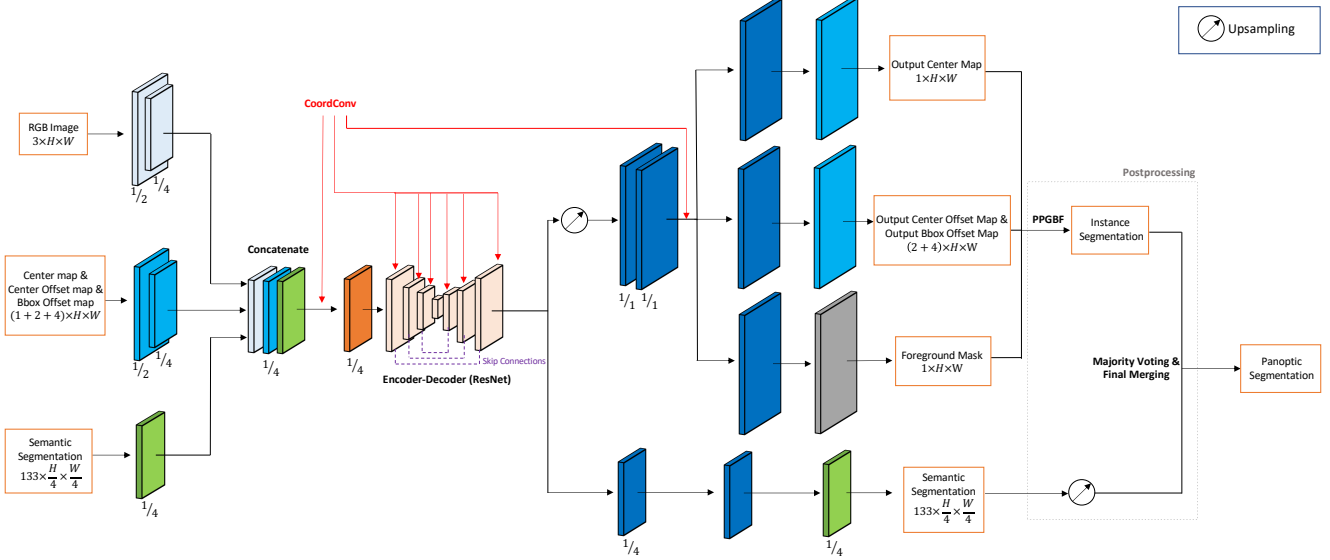 Upsampling
RGB Image
3×H×W
1/2
1/4
Center map &
Center Offset map &
Bbox Offset map
(1 + 2 + 4)×H×W
1/2
1/4
Semantic
Segmentation
133×H/4×W/4
1/4
Concatenate
1/4
CoordConv
1/4
Skip Connections
Encoder-Decoder (ResNet)
1/1
1/1
Output Center Map
1×H×W
Output Center Offset Map &
Output Bbox Offset Map
(2 + 4)×H×W
Foreground Mask
1×H×W
1/4
1/4
Semantic
Segmentation
133×H/4×W/4
Postprocessing
PPGBF
Instance
Segmentation
Majority Voting &
Final Merging
Panoptic
Segmentation